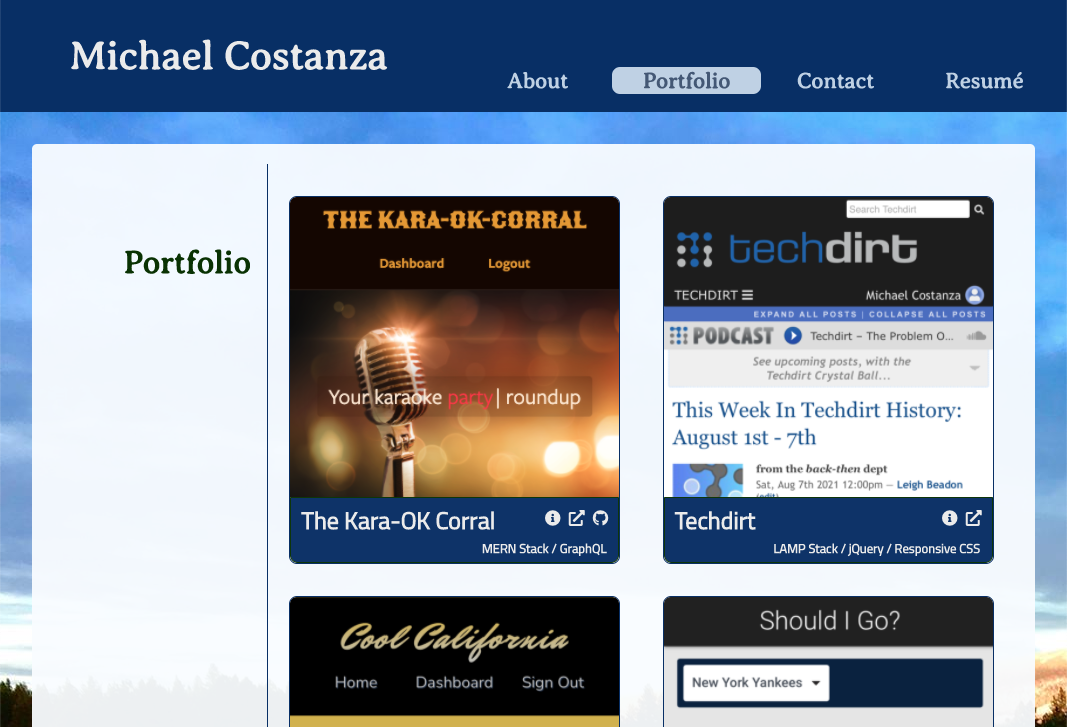 Michael Costanza
About
Portfolio
Contact
Resumé
Portfolio
THE KARA-OK-CORRAL
Dashboard
Logout
Your karaoke party| roundup
The Kara-OK Corral
MERN Stack / GraphQL
Search Techdirt
techdirt
TECHDIRT
Michael Costanza
EXPAND ALL POSTS | COLLAPSE ALL POSTS
PODCAST
Techdirt – The Problem O...
See upcoming posts, with the
Techdirt Crystal Ball...
This Week In Techdirt History:
August 1st - 7th
from the back-then dept
Sat, Aug 7th 2021 12:00pm — Leigh Beadon
(edit)
Techdirt
LAMP Stack / jQuery / Responsive CSS
Cool California
Home
Dashboard
Sign Out
Should I Go?
New York Yankees